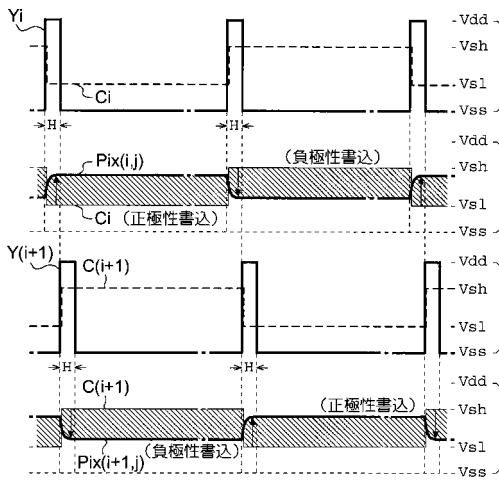 Yi
Vdd
Vsh
Ci
Vsl
Vss
H
H
Vdd
Pix(i,j)
(負極性書込)
Vsh
Ci
(正極性書込)
Vsl
Vss
Y(i+1)
C(i+1)
Vdd
Vsh
Vsl
Vss
H
H
C(i+1)
Vdd
(正極性書込)
Vsh
(負極性書込)
Vsl
Pix(i+1,j)
Vss